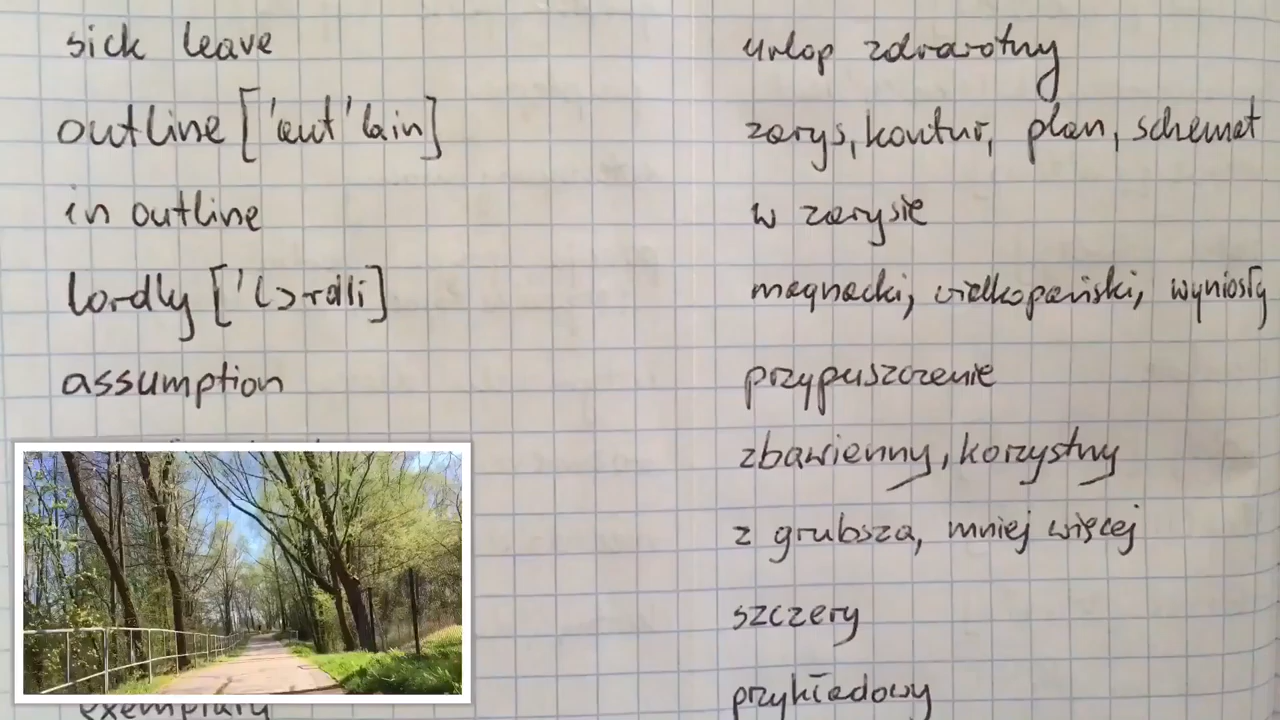 sick leave urlop zdrowotny
outline ['aut'lain] zarys, kontur, plan, schemat
in outline w zarysie
lordly ['lɔrdli] magnacki, wielkopański, wyniosły
assumption przypuszczenie
zbawienny, korzystny
z grubsza, mniej więcej
szczery
exemplary przykładowy